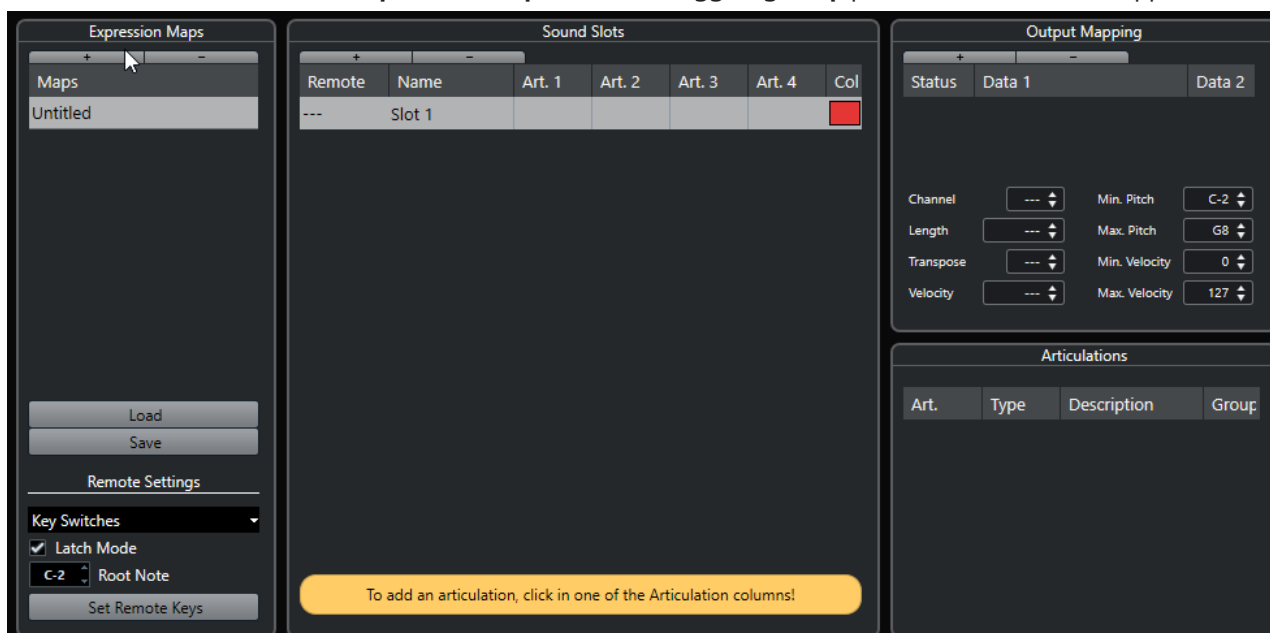 Expression Maps
+ -
Maps
Untitled
Load
Save
Remote Settings
Key Switches
Latch Mode
C-2 Root Note
Set Remote Keys
Sound Slots
+ -
Remote Name Art. 1 Art. 2 Art. 3 Art. 4 Col
--- Slot 1
To add an articulation, click in one of the Articulation columns!
Output Mapping
+ -
Status Data 1 Data 2
Channel --- Min. Pitch C-2
Length --- Max. Pitch G8
Transpose --- Min. Velocity 0
Velocity --- Max. Velocity 127
Articulations
Art. Type Description Group